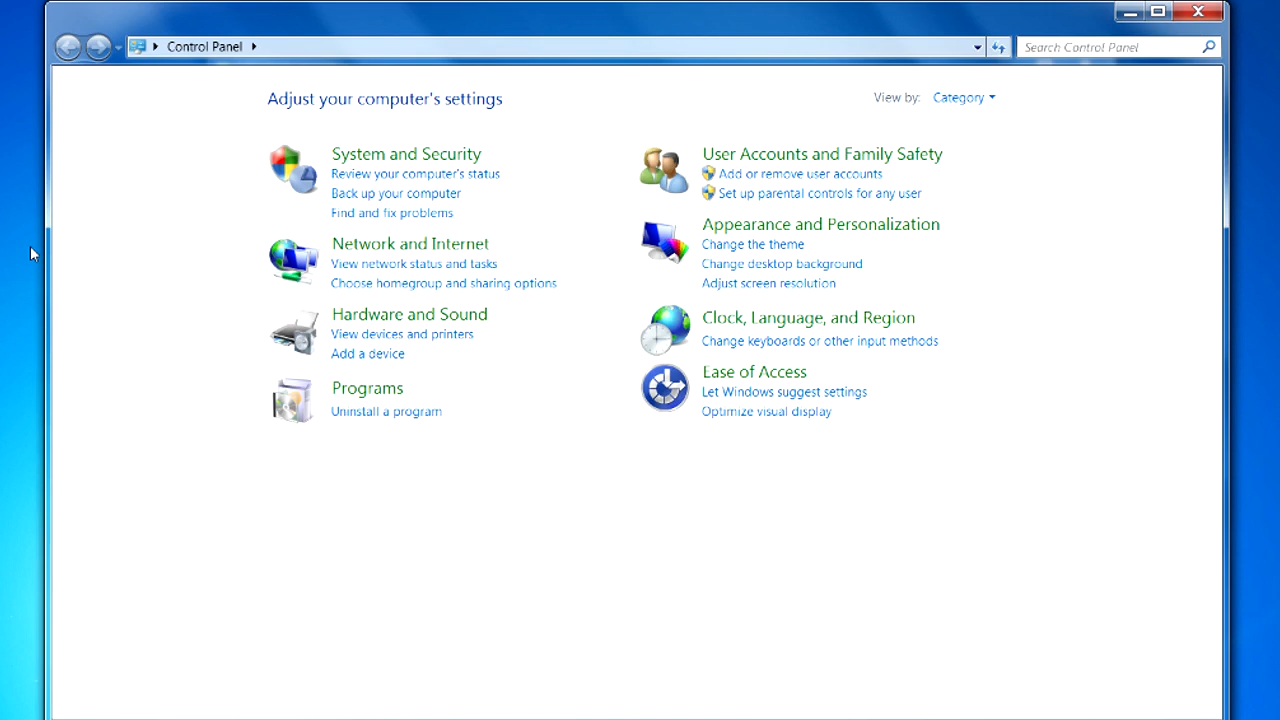 Control Panel
Search Control Panel
Adjust your computer's settings
View by: Category
System and Security
Review your computer's status
Back up your computer
Find and fix problems
Network and Internet
View network status and tasks
Choose homegroup and sharing options
Hardware and Sound
View devices and printers
Add a device
Programs
Uninstall a program
User Accounts and Family Safety
Add or remove user accounts
Set up parental controls for any user
Appearance and Personalization
Change the theme
Change desktop background
Adjust screen resolution
Clock, Language, and Region
Change keyboards or other input methods
Ease of Access
Let Windows suggest settings
Optimize visual display